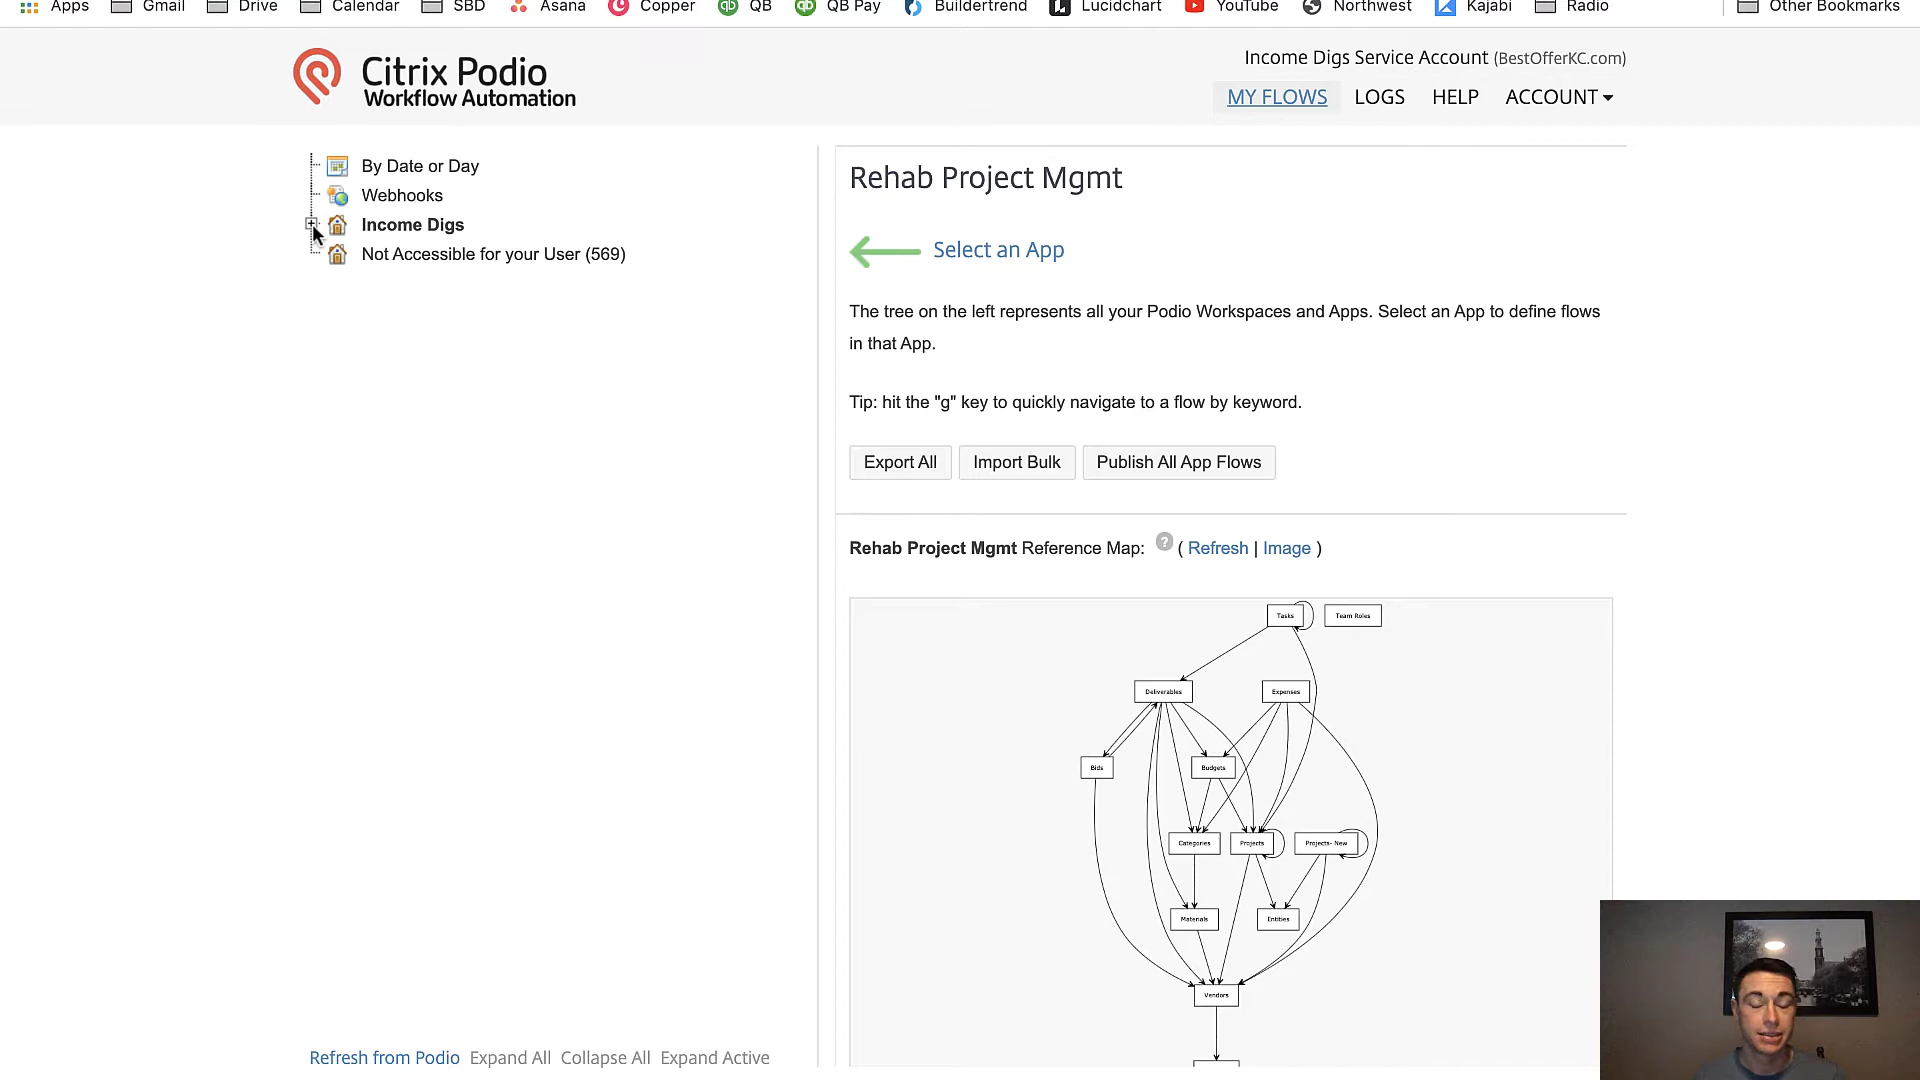 Apps Gmail Drive Calendar SBD Asana Copper QB QB Pay Buildertrend Lucidchart YouTube Northwest Kajabi Radio Other Bookmarks
Citrix Podio
Workflow Automation
Income Digs Service Account (BestOfferKC.com)
MY FLOWS LOGS HELP ACCOUNT
By Date or Day
Webhooks
Income Digs
Not Accessible for your User (569)
Refresh from Podio Expand All Collapse All Expand Active
Rehab Project Mgmt
Select an App
The tree on the left represents all your Podio Workspaces and Apps. Select an App to define flows
in that App.
Tip: hit the "g" key to quickly navigate to a flow by keyword.
Export All Import Bulk Publish All App Flows
Rehab Project Mgmt Reference Map: ? ( Refresh | Image )
Tasks Team Roles
Deliverables Expenses
Bids Budgets
Categories Projects Projects- New
Materials Entities
Vendors